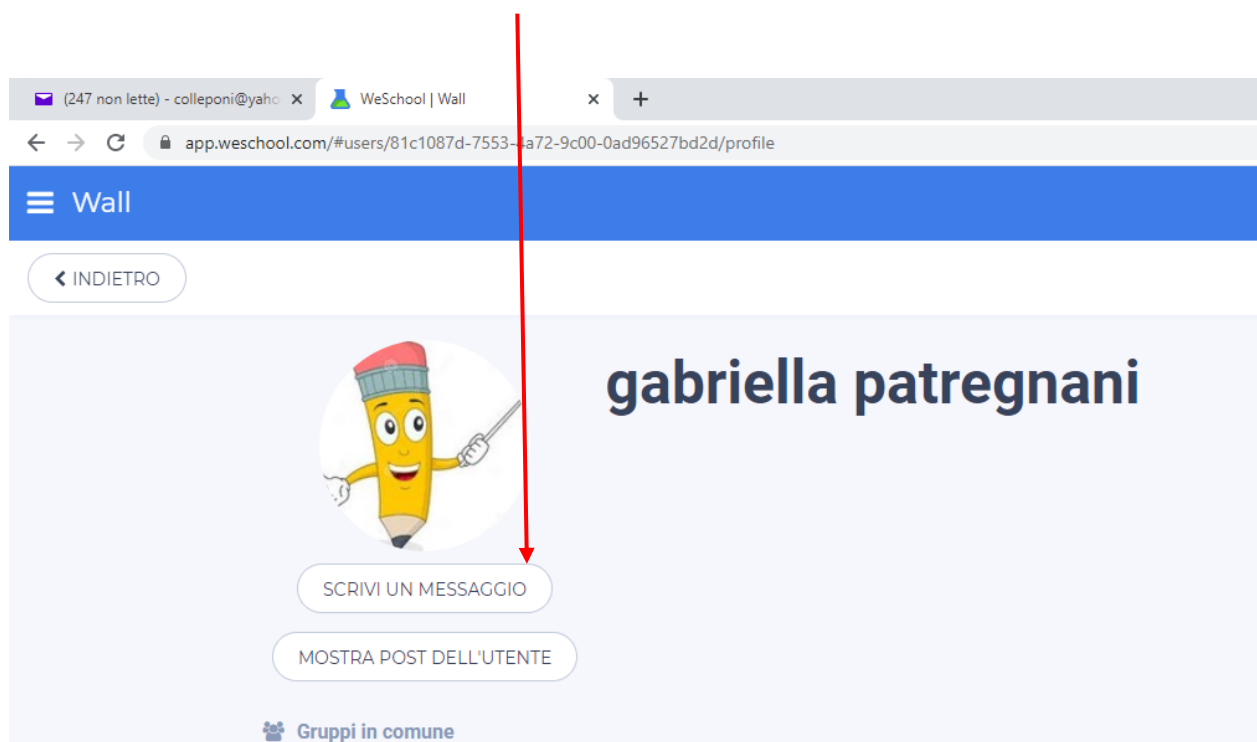 (247 non lette) - colleponi@yaho
WeSchool | Wall
app.weschool.com/#users/81c1087d-7553-4a72-9c00-0ad96527bd2d/profile
Wall
INDIETRO
gabriella patregnani
SCRIVI UN MESSAGGIO
MOSTRA POST DELL'UTENTE
Gruppi in comune